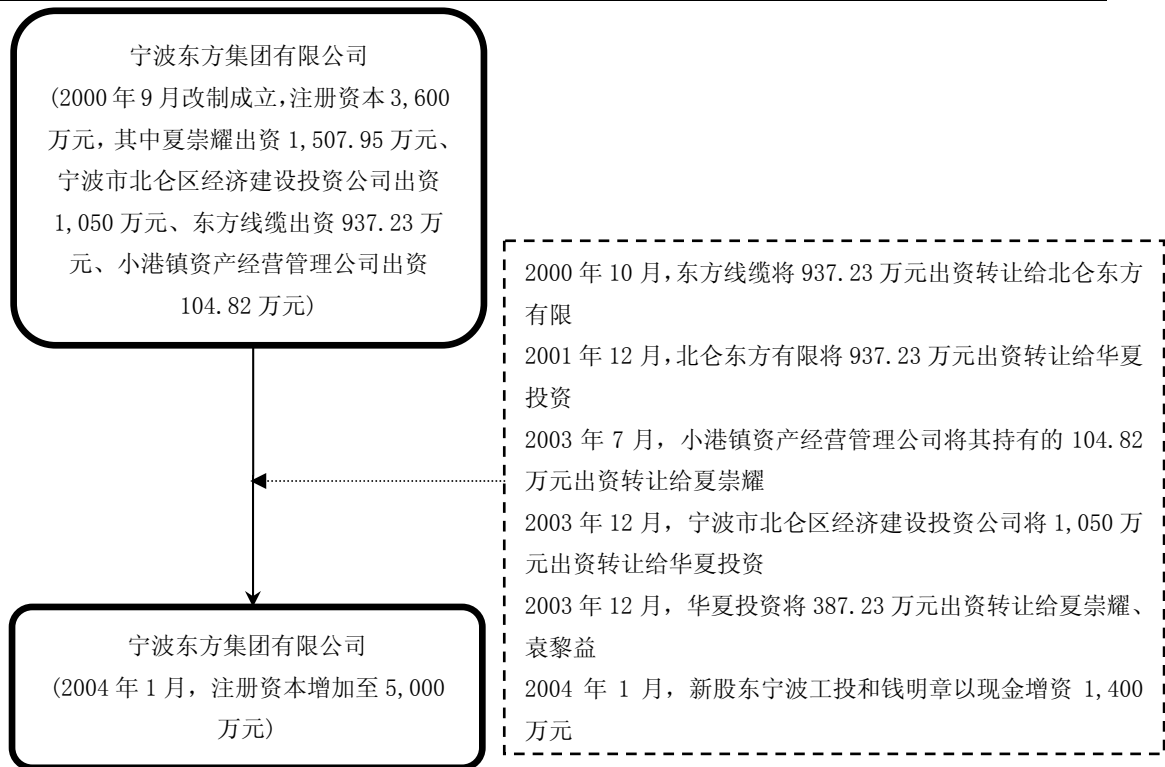 宁波东方集团有限公司
(2000 年 9 月改制成立,注册资本 3,600
万元, 其中夏崇耀出资 1,507.95 万元、
宁波市北仑区经济建设投资公司出资
1,050 万元、东方线缆出资 937.23 万
元、小港镇资产经营管理公司出资
104.82 万元)
2000 年 10 月,东方线缆将 937.23 万元出资转让给北仑东方
有限
2001 年 12 月,北仑东方有限将 937.23 万元出资转让给华夏
投资
2003 年 7 月, 小港镇资产经营管理公司将其持有的 104.82
万元出资转让给夏崇耀
2003 年 12 月, 宁波市北仑区经济建设投资公司将 1,050 万
元出资转让给华夏投资
2003 年 12 月, 华夏投资将 387.23 万元出资转让给夏崇耀、
袁黎益
2004 年 1 月, 新股东宁波工投和钱明章以现金增资 1,400
万元
宁波东方集团有限公司
(2004 年 1 月, 注册资本增加至 5,000
万元)